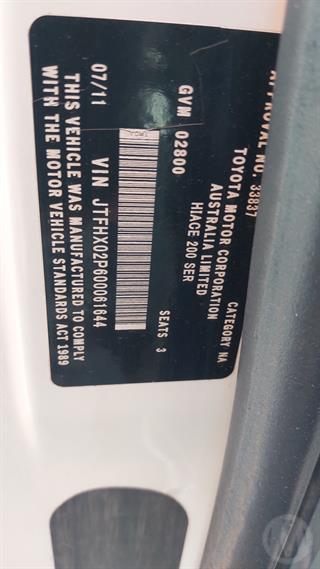 APPROVAL NO. 33837
TOYOTA MOTOR CORPORATION
AUSTRALIA LIMITED
HIACE 200 SER
CATEGORY NA
GVM 02800
SEATS 3
07/11
VIN JTFHX02P600061644
THIS VEHICLE WAS MANUFACTURED TO COMPLY
WITH THE MOTOR VEHICLE STANDARDS ACT 1989